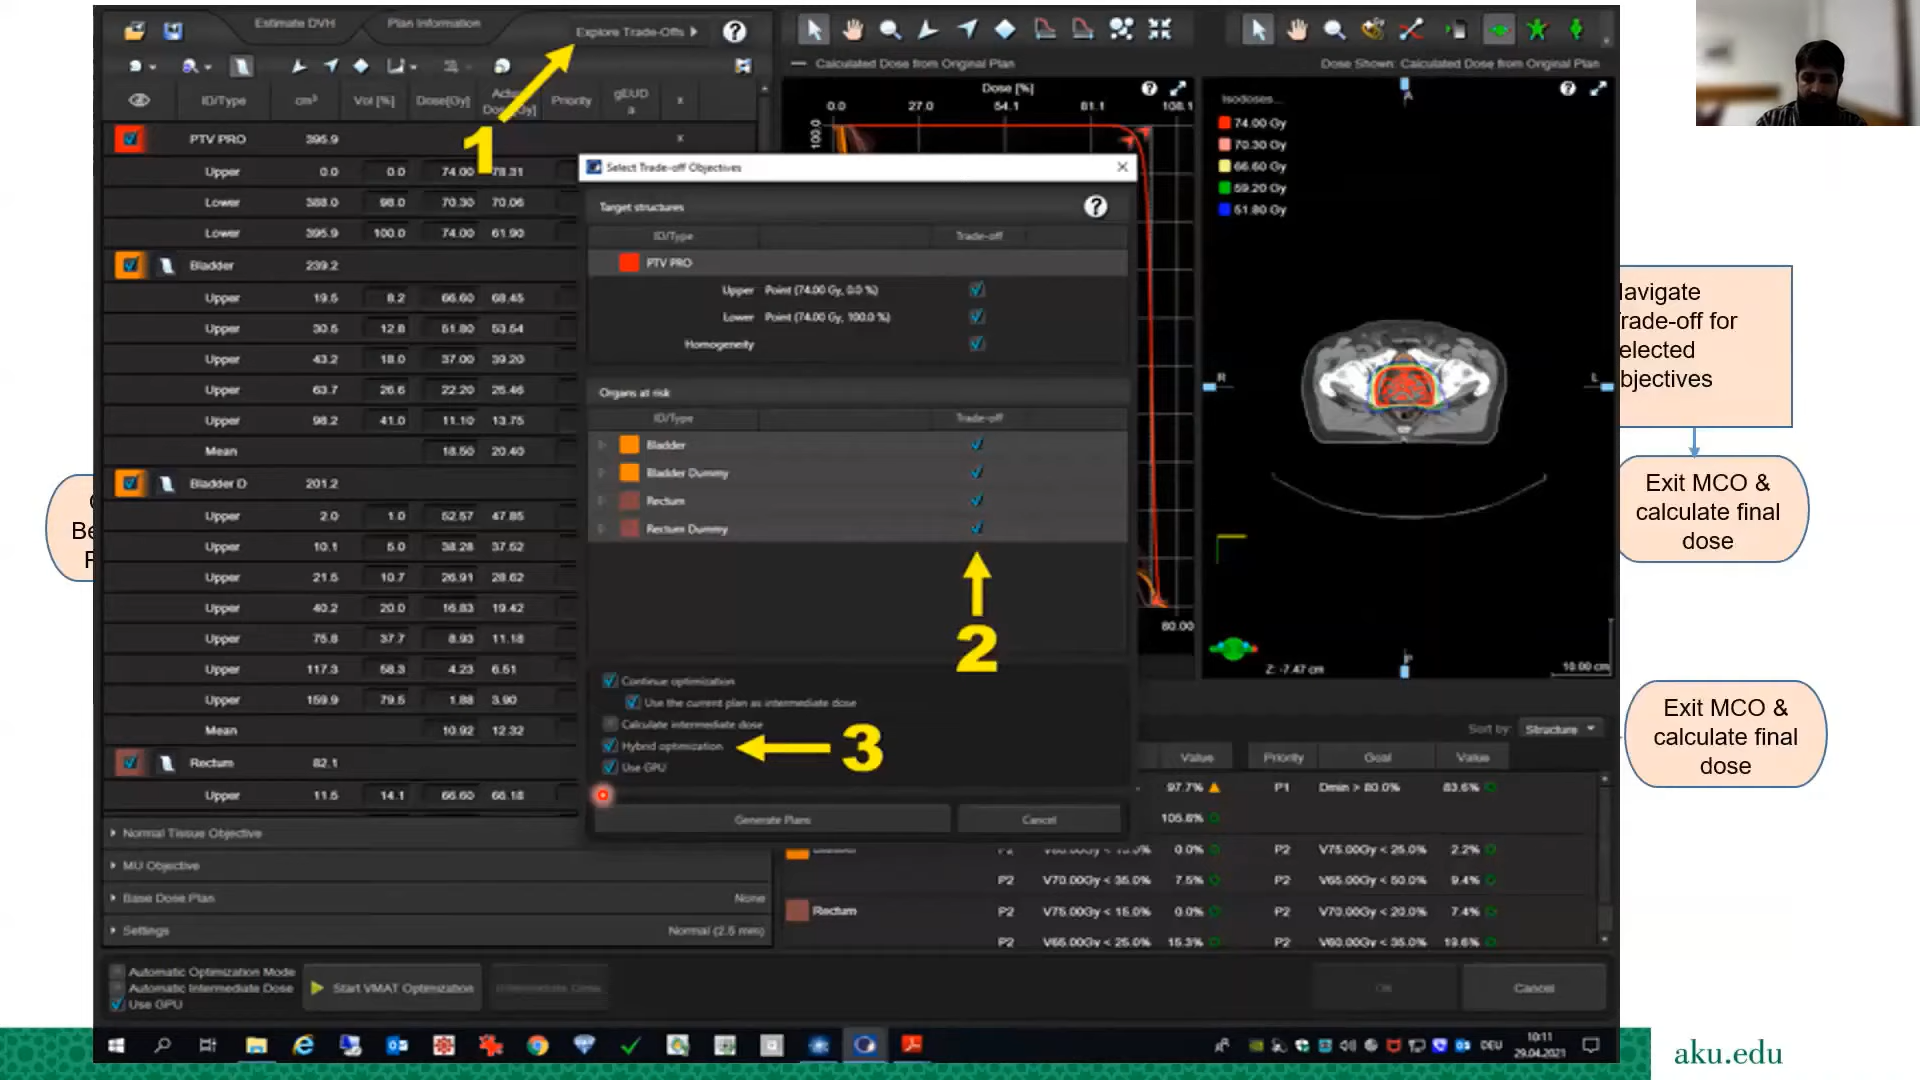 Estimate DVH
Plan Information
Explore Trade-Offs
?
1
ID/Type cm³ Vol [%] Dose[Gy] Priority gEUD a x
PTV PRO 395.9 x
Upper 0.0 0.0 74.00 78.31
Lower 388.0 98.0 70.30 70.06
Lower 395.9 100.0 74.00 61.90
Bladder 239.2
Upper 19.5 8.2 66.60 68.45
Upper 30.5 12.8 51.80 53.54
Upper 43.2 18.0 37.00 39.20
Upper 63.7 26.6 22.20 25.46
Upper 98.2 41.0 11.10 13.75
Mean 18.50 20.40
Bladder D 201.2
Upper 2.0 1.0 52.57 47.85
Upper 10.1 5.0 38.28 37.52
Upper 21.5 10.7 26.91 28.62
Upper 40.2 20.0 16.83 19.42
Upper 75.8 37.7 8.93 11.18
Upper 117.3 58.3 4.23 6.51
Upper 159.9 79.5 1.88 3.90
Mean 10.92 12.32
Rectum 82.1
Upper 11.5 14.1 66.60 66.18
Normal Tissue Objective
MU Objective
Base Dose Plan None
Settings Normal (2.5 mm)
Automatic Optimization Mode
Automatic Intermediate Dose
Use GPU
Start VMAT Optimization
Calculated Dose from Original Plan
Dose [%]
0.0 27.0 54.1 81.1 108.1
100.0
80.00
Select Trade-off Objectives
Target structures
?
ID/Type Trade-off
PTV PRO
Upper Point (74.00 Gy, 0.0 %)
Lower Point (74.00 Gy, 100.0 %)
Homogeneity
Organs at risk
ID/Type Trade-off
Bladder
Bladder Dummy
Rectum
Rectum Dummy
2
Continue optimization
Use the current plan as intermediate dose
Calculate intermediate dose
Hybrid optimization
3
Use GPU
Generate Plans
Cancel
Dose Shown: Calculated Dose from Original Plan
Isodoses...
74.00 Gy
70.30 Gy
66.60 Gy
59.20 Gy
51.80 Gy
A
R
L
P
Z: -7.47 cm
10.00 cm
Sort by: Structure
Value Priority Goal Value
97.7% P1 Dmin > 80.0% 83.6%
105.6%
0.0% P2 V75.00Gy < 25.0% 2.2%
P2 V70.00Gy < 35.0% 7.5% P2 V65.00Gy < 50.0% 9.4%
Rectum P2 V75.00Gy < 15.0% 0.0% P2 V70.00Gy < 20.0% 7.4%
P2 V65.00Gy < 25.0% 15.3% P2 V60.00Gy < 35.0% 19.6%
OK
Cancel
DEU
10:11
29.04.2021
avigate
rade-off for
elected
bjectives
Exit MCO &
calculate final
dose
Exit MCO &
calculate final
dose
Be
aku.edu